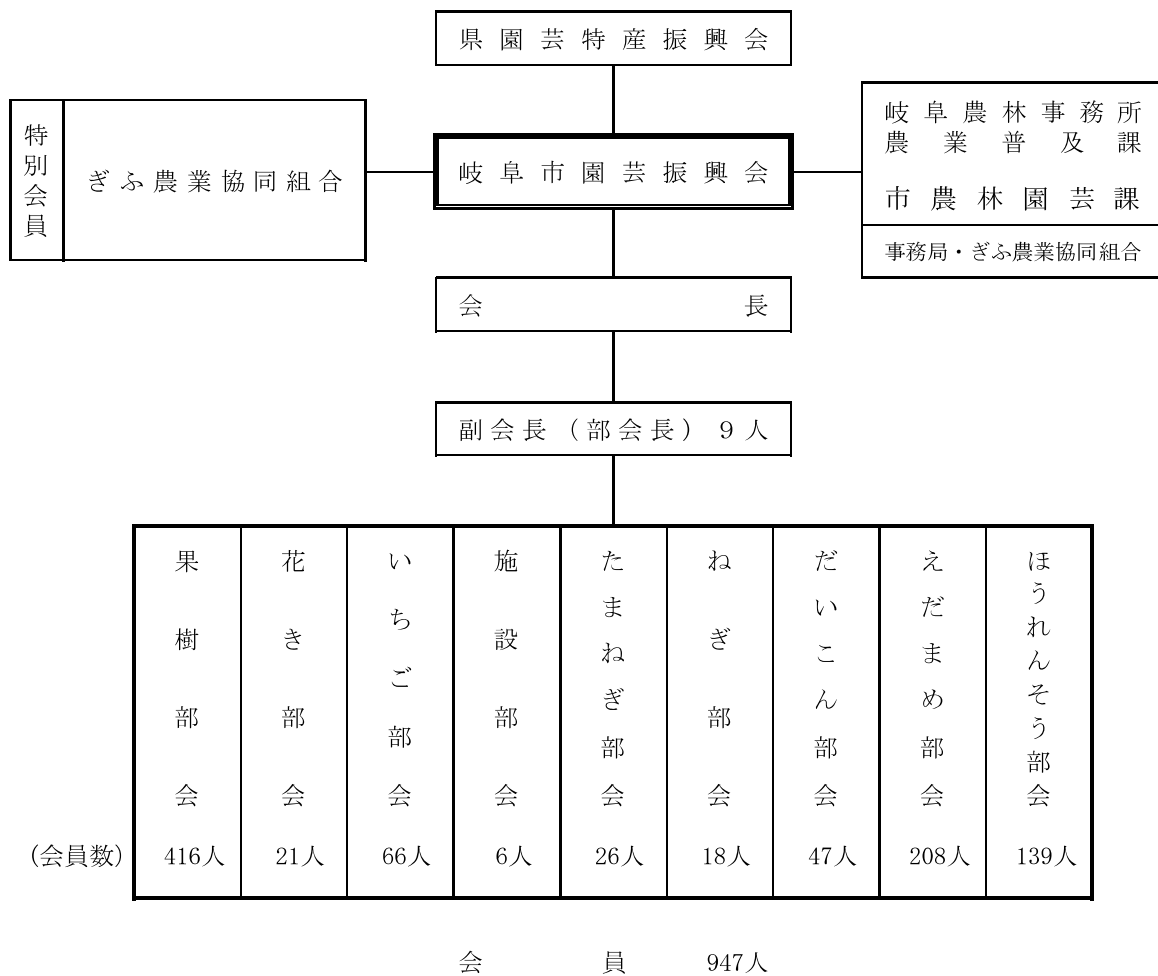 県園芸特産振興会
特別会員
ぎふ農業協同組合
岐阜市園芸振興会
岐阜農林事務所
農業普及課
市農林園芸課
事務局・ぎふ農業協同組合
会長
副会長（部会長）９人
果樹部会
花き部会
いちご部会
施設部会
たまねぎ部会
ねぎ部会
だいこん部会
えだまめ部会
ほうれんそう部会
(会員数) 416人 21人 66人 6人 26人 18人 47人 208人 139人
会員 947人